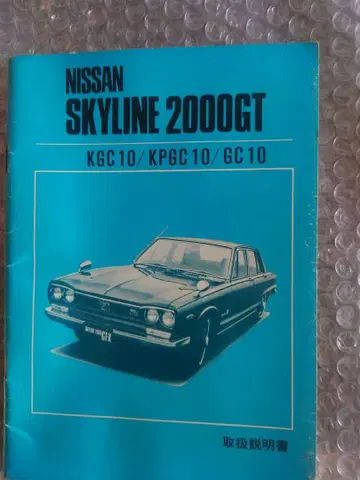 NISSAN
SKYLINE 2000GT
KGC10/KPGC10/GC10
取扱説明書